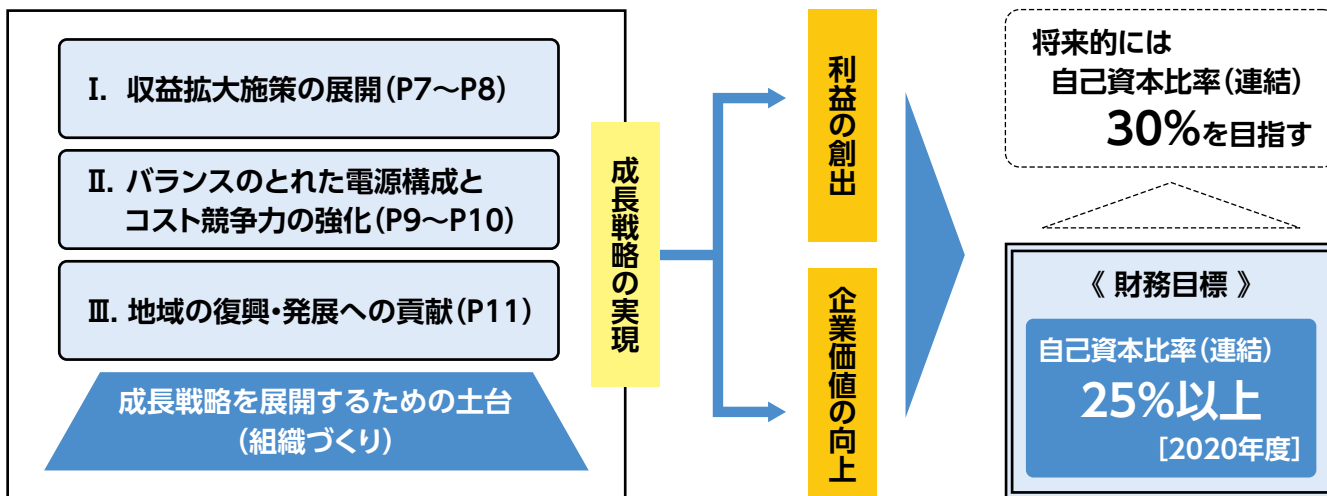 Ⅰ. 収益拡大施策の展開(P7〜P8)
Ⅱ. バランスのとれた電源構成と
コスト競争力の強化(P9〜P10)
Ⅲ. 地域の復興・発展への貢献(P11)
成長戦略を展開するための土台
(組織づくり)
成長戦略の実現
利益の創出
企業価値の向上
将来的には
自己資本比率(連結)
30%を目指す
《 財務目標 》
自己資本比率(連結)
25%以上
[2020年度]